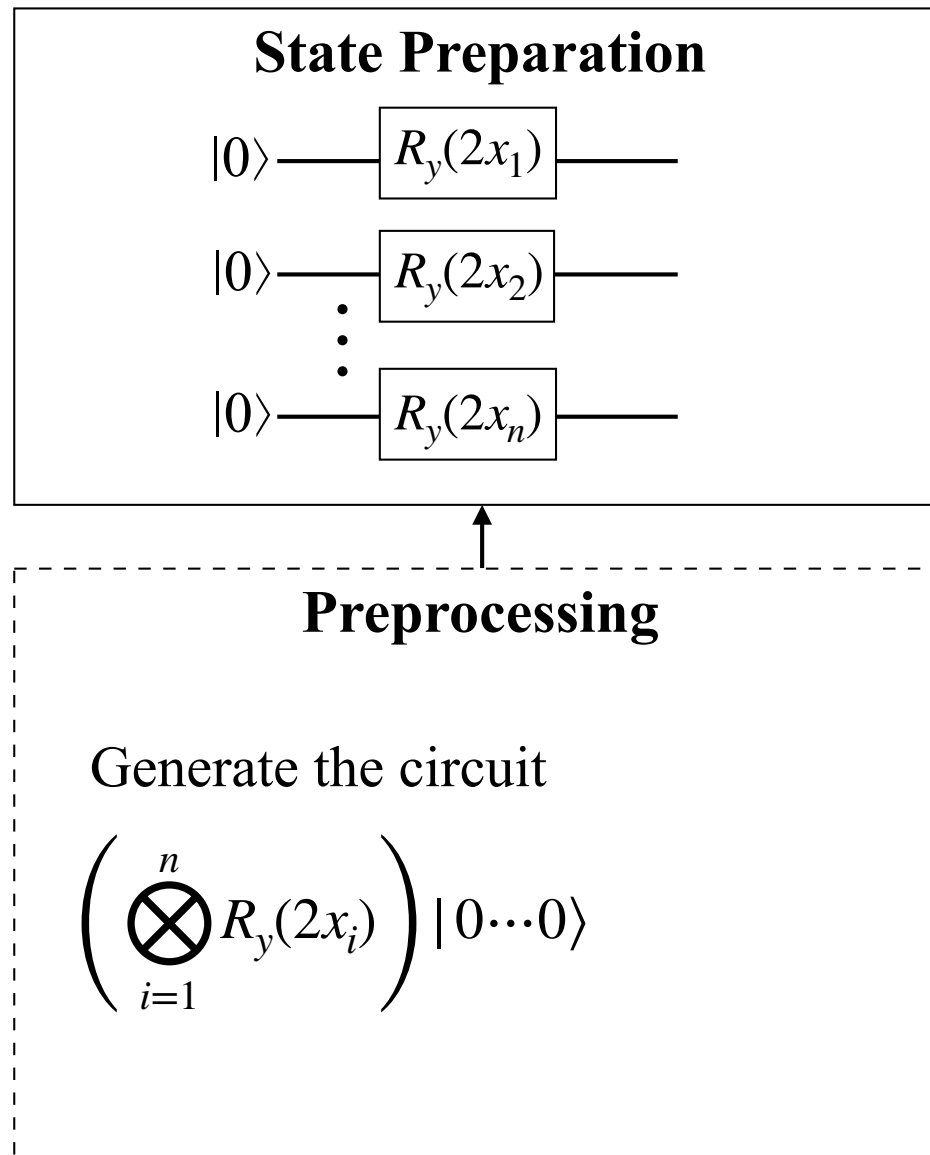 State Preparation
|0⟩ R_y(2x_1)
|0⟩ R_y(2x_2)
|0⟩ R_y(2x_n)
Preprocessing
Generate the circuit
(⨂_{i=1}^{n} R_y(2x_i)) |0⋯0⟩